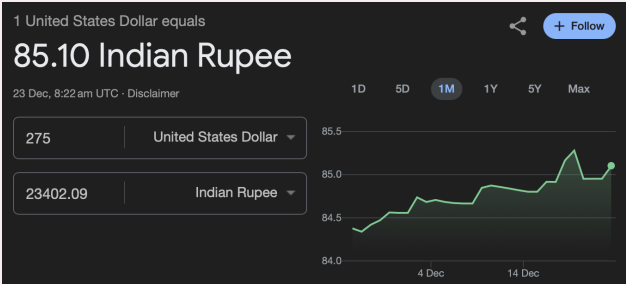 1 United States Dollar equals
+ Follow
85.10 Indian Rupee
23 Dec, 8:22 am UTC · Disclaimer
1D 5D 1M 1Y 5Y Max
275 United States Dollar
23402.09 Indian Rupee
85.5
85.0
84.5
84.0
4 Dec 14 Dec